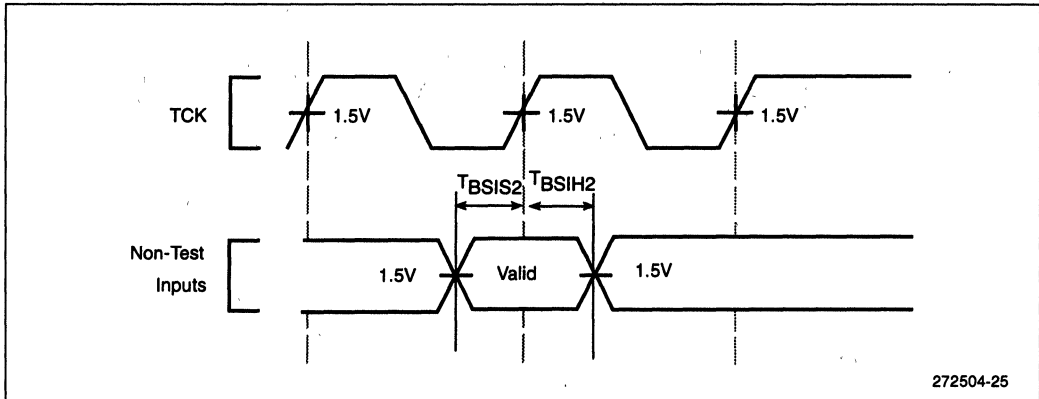 TCK
1.5V
1.5V
1.5V
TBSIS2
TBSIH2
Non-Test
Inputs
1.5V
Valid
1.5V
272504-25